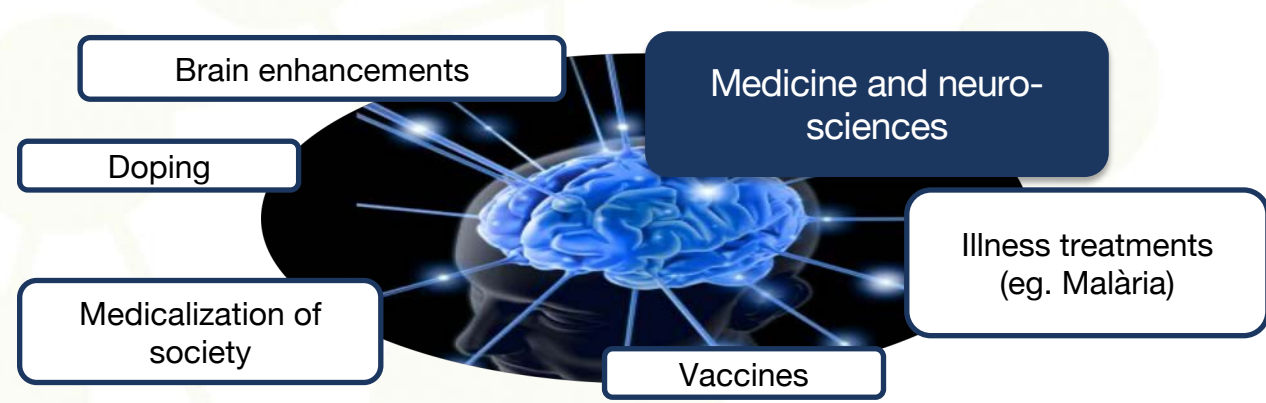 Brain enhancements
Medicine and neuro-
sciences
Doping
Illness treatments
(eg. Malària)
Medicalization of
society
Vaccines